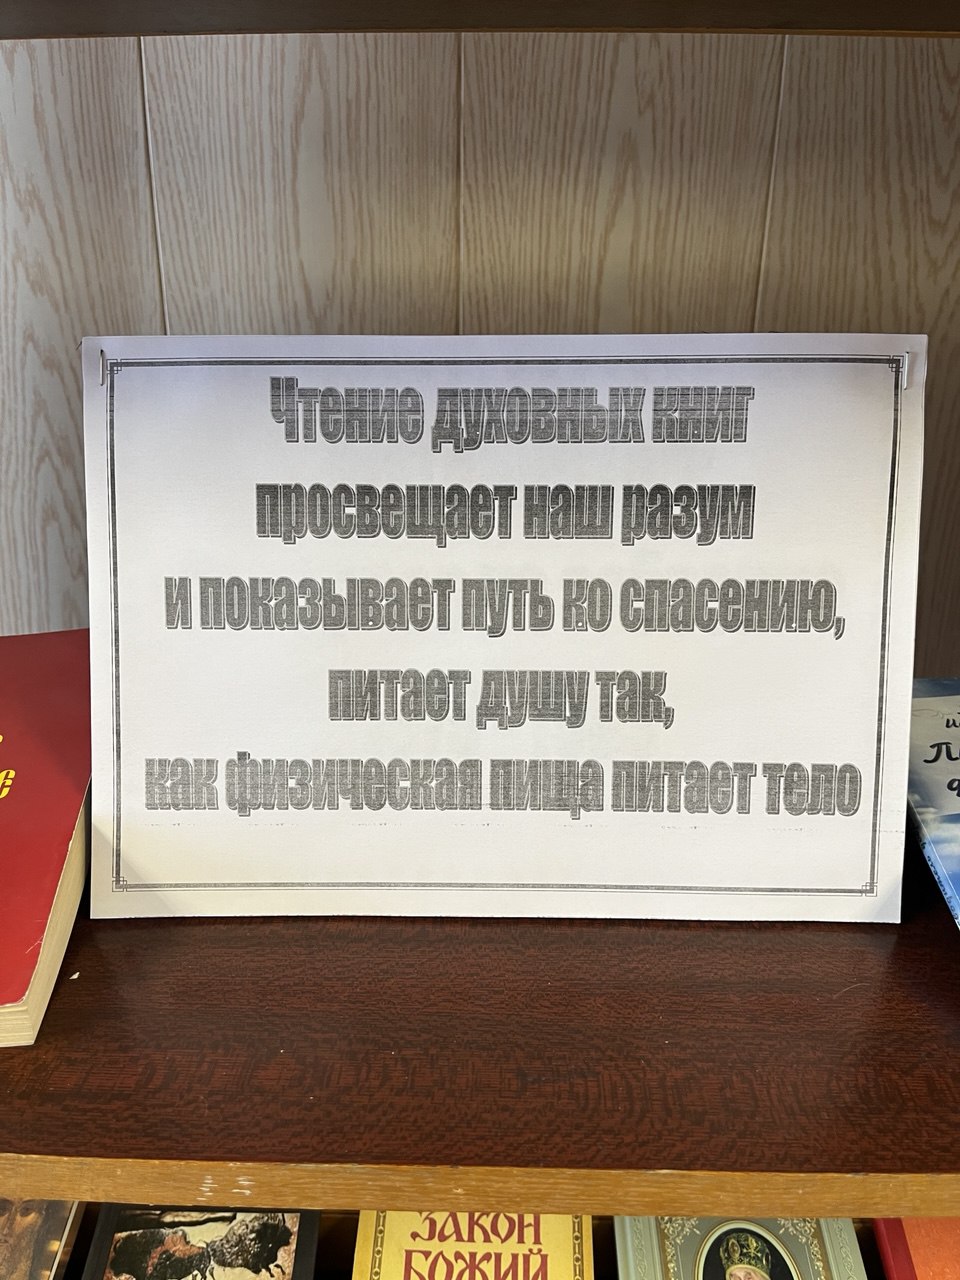 Чтение духовных книг
просвещает наш разум
и показывает путь ко спасению,
питает душу так,
как физическая пища питает тело
ЗАКОН
БОЖИЙ